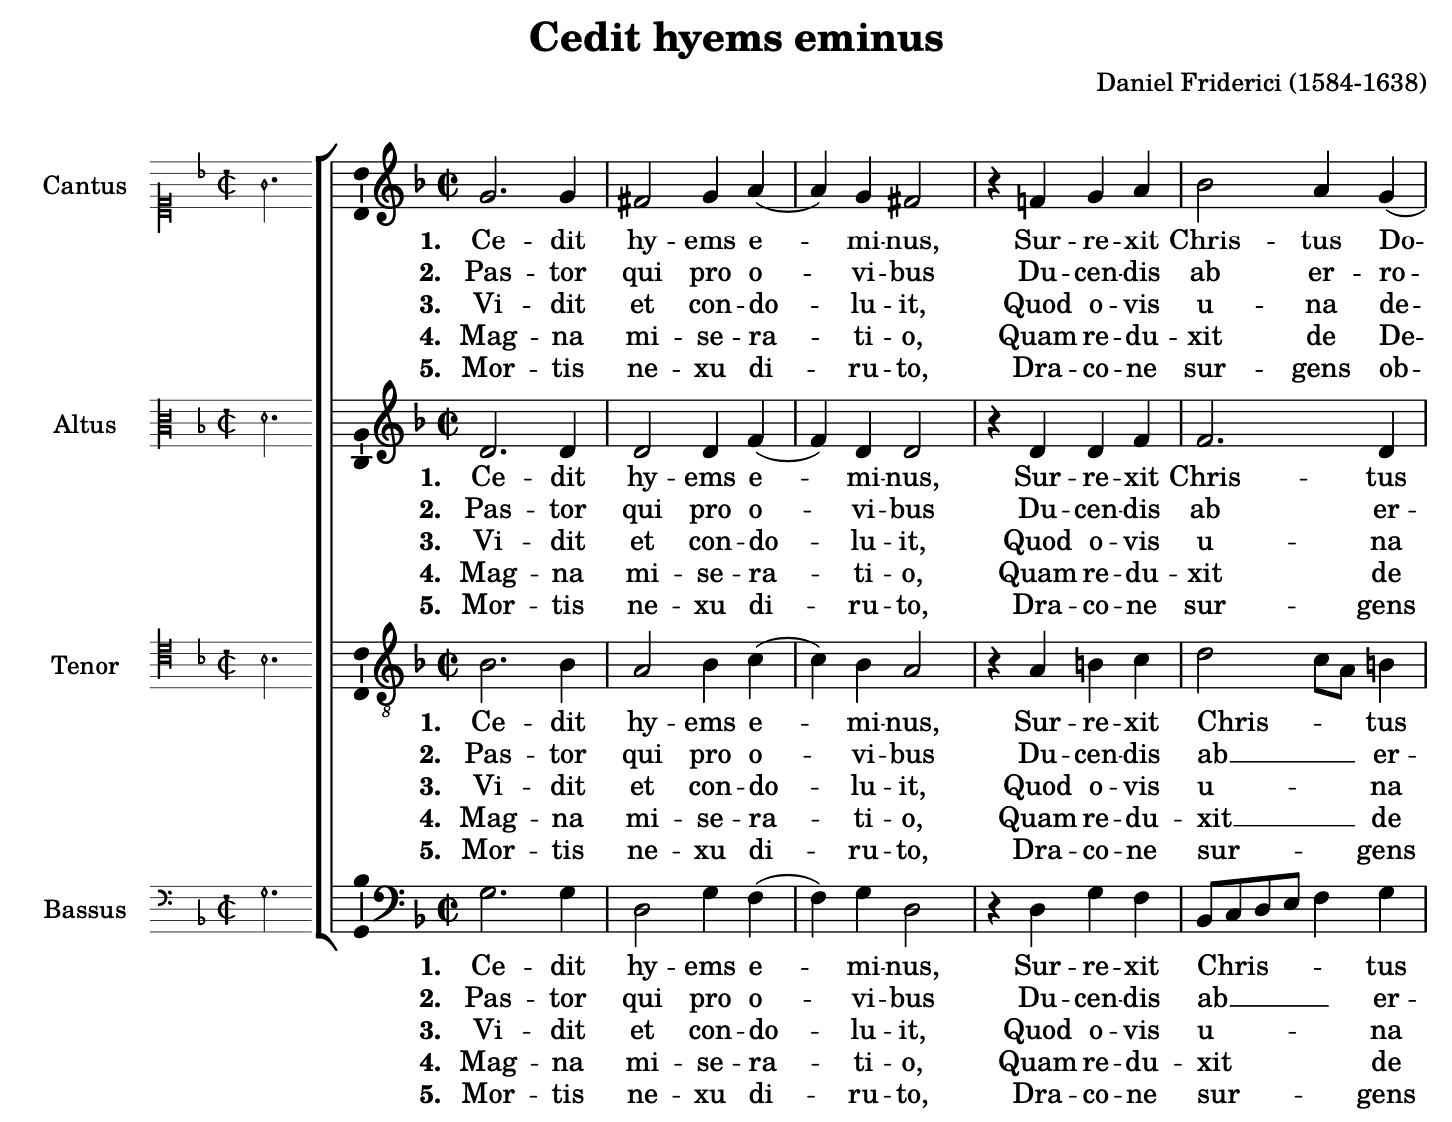 Cedit hyems eminus
Daniel Friderici (1584-1638)
Cantus
1. Ce - dit hy - ems e - mi - nus, Sur - re - xit Chris - tus Do -
2. Pas - tor qui pro o - vi - bus Du - cen - dis ab er - ro -
3. Vi - dit et con - do - lu - it, Quod o - vis u - na de -
4. Mag - na mi - se - ra - ti - o, Quam re - du - xit de De -
5. Mor - tis ne - xu di - ru - to, Dra - co - ne sur - gens ob -
Altus
1. Ce - dit hy - ems e - mi - nus, Sur - re - xit Chris - tus
2. Pas - tor qui pro o - vi - bus Du - cen - dis ab er -
3. Vi - dit et con - do - lu - it, Quod o - vis u - na
4. Mag - na mi - se - ra - ti - o, Quam re - du - xit de
5. Mor - tis ne - xu di - ru - to, Dra - co - ne sur - gens
Tenor
8
1. Ce - dit hy - ems e - mi - nus, Sur - re - xit Chris - tus
2. Pas - tor qui pro o - vi - bus Du - cen - dis ab er -
3. Vi - dit et con - do - lu - it, Quod o - vis u - na
4. Mag - na mi - se - ra - ti - o, Quam re - du - xit de
5. Mor - tis ne - xu di - ru - to, Dra - co - ne sur - gens
Bassus
1. Ce - dit hy - ems e - mi - nus, Sur - re - xit Chris - tus
2. Pas - tor qui pro o - vi - bus Du - cen - dis ab er -
3. Vi - dit et con - do - lu - it, Quod o - vis u - na
4. Mag - na mi - se - ra - ti - o, Quam re - du - xit de
5. Mor - tis ne - xu di - ru - to, Dra - co - ne sur - gens